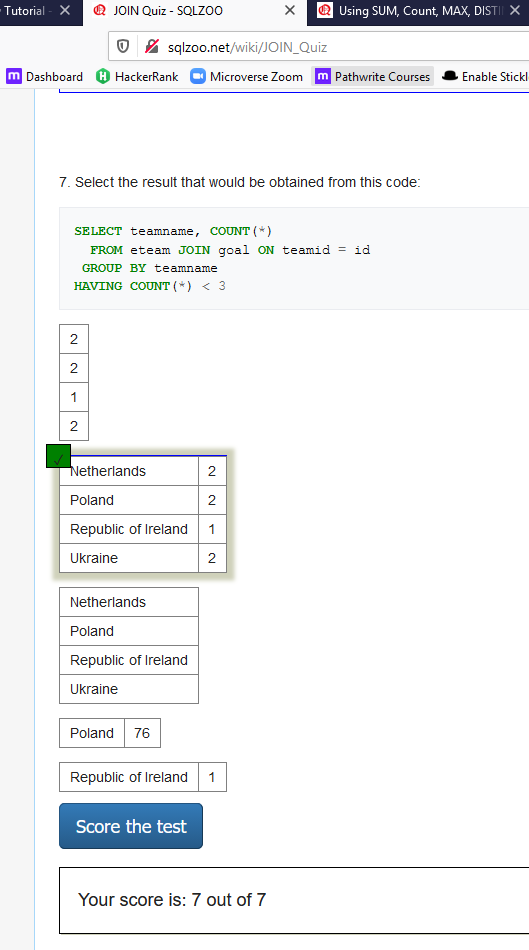 Tutorial - ✕ JOIN Quiz - SQLZOO ✕ Using SUM, Count, MAX, DISTI ✕
sqlzoo.net/wiki/JOIN_Quiz
m Dashboard H HackerRank Microverse Zoom m Pathwrite Courses Enable Stickl
7. Select the result that would be obtained from this code:
SELECT teamname, COUNT(*)
FROM eteam JOIN goal ON teamid = id
GROUP BY teamname
HAVING COUNT(*) < 3
2
2
1
2
Netherlands 2
Poland 2
Republic of Ireland 1
Ukraine 2
Netherlands
Poland
Republic of Ireland
Ukraine
Poland 76
Republic of Ireland 1
Score the test
Your score is: 7 out of 7